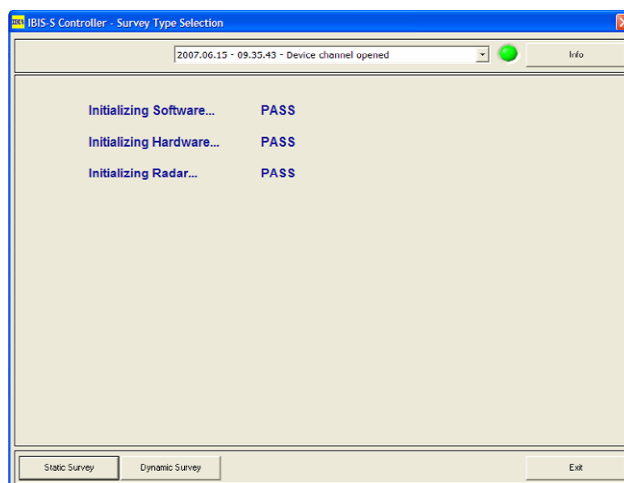 IBIS-S Controller - Survey Type Selection
2007.06.15 - 09.35.43 - Device channel opened
Info
Initializing Software... PASS
Initializing Hardware... PASS
Initializing Radar... PASS
Static Survey
Dynamic Survey
Exit